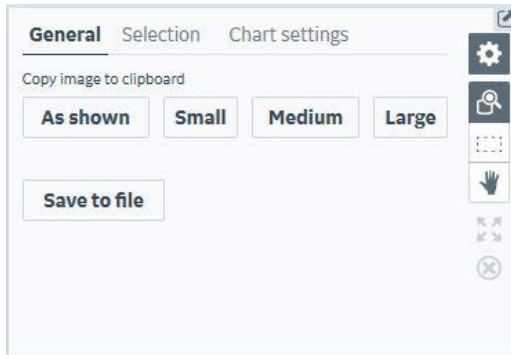 General Selection Chart settings
Copy image to clipboard
As shown Small Medium Large
Save to file